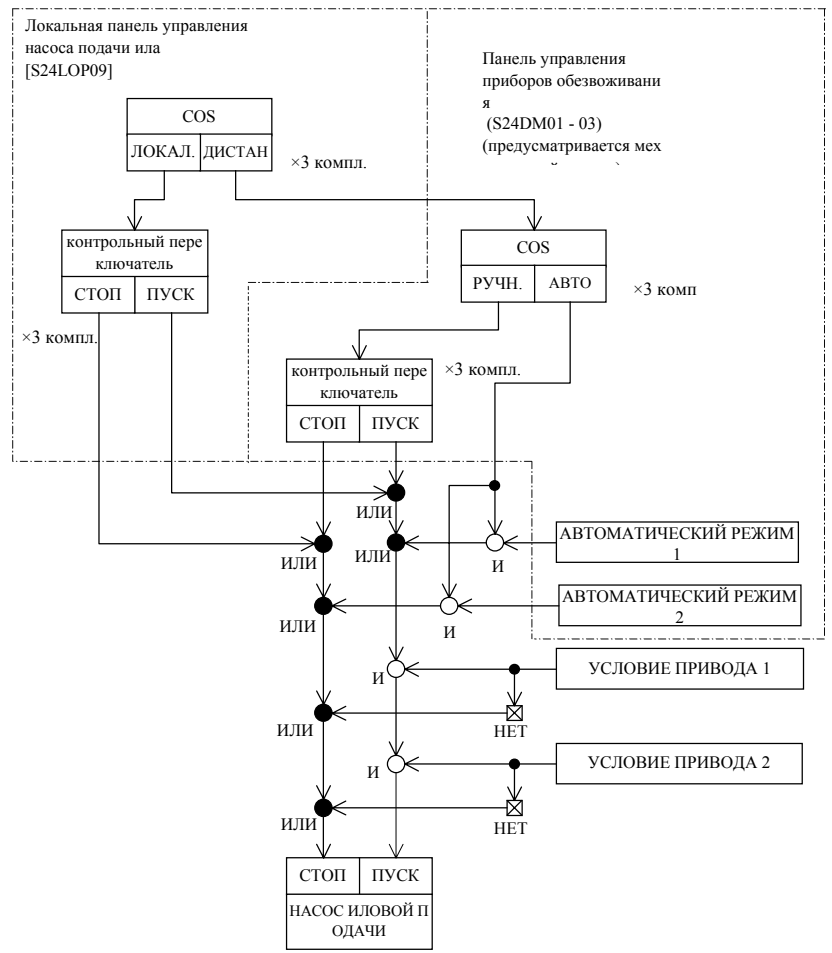 Локальная панель управления
насоса подачи ила
[S24LOP09]
Панель управления
приборов обезвоживани
я
(S24DM01 - 03)
(предусматривается мех
COS
ЛОКАЛ. ДИСТАН
×3 компл.
контрольный пере
ключатель
СТОП ПУСК
×3 компл.
COS
РУЧН. АВТО
×3 комп
контрольный пере
ключатель
СТОП ПУСК
×3 компл.
ИЛИ
ИЛИ
ИЛИ
И
АВТОМАТИЧЕСКИЙ РЕЖИМ
1
ИЛИ
И
АВТОМАТИЧЕСКИЙ РЕЖИМ
2
И
УСЛОВИЕ ПРИВОДА 1
ИЛИ
НЕТ
И
УСЛОВИЕ ПРИВОДА 2
ИЛИ
НЕТ
СТОП ПУСК
НАСОС ИЛОВОЙ П
ОДАЧИ